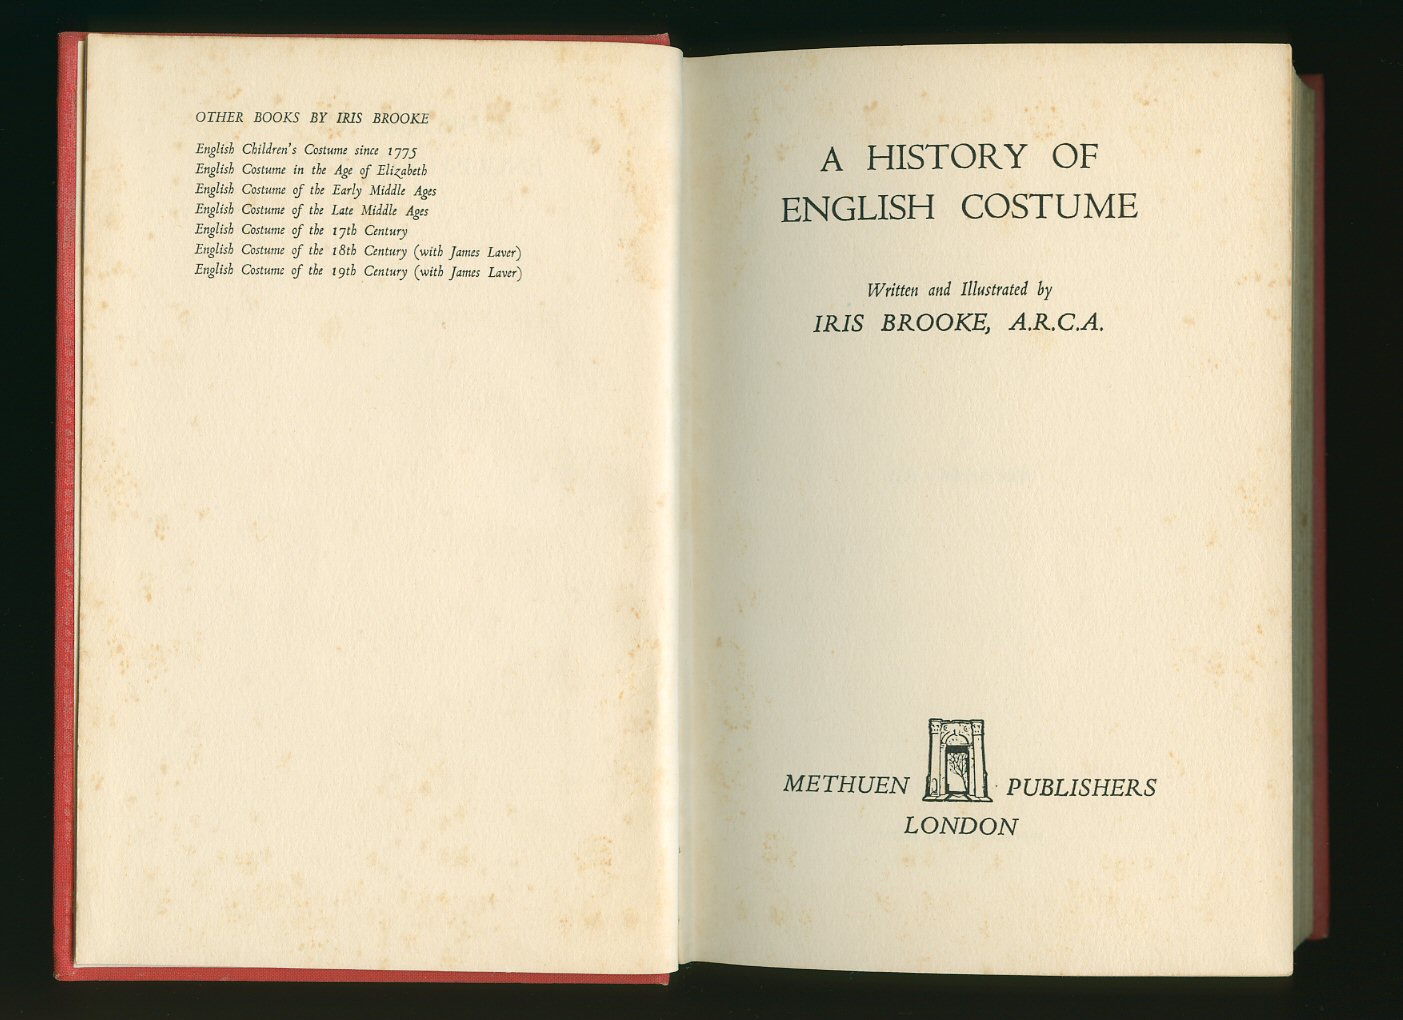 OTHER BOOKS BY IRIS BROOKE
English Children's Costume since 1775
English Costume in the Age of Elizabeth
English Costume of the Early Middle Ages
English Costume of the Late Middle Ages
English Costume of the 17th Century
English Costume of the 18th Century (with James Laver)
English Costume of the 19th Century (with James Laver)
A HISTORY OF
ENGLISH COSTUME
Written and Illustrated by
IRIS BROOKE, A.R.C.A.
METHUEN PUBLISHERS
LONDON